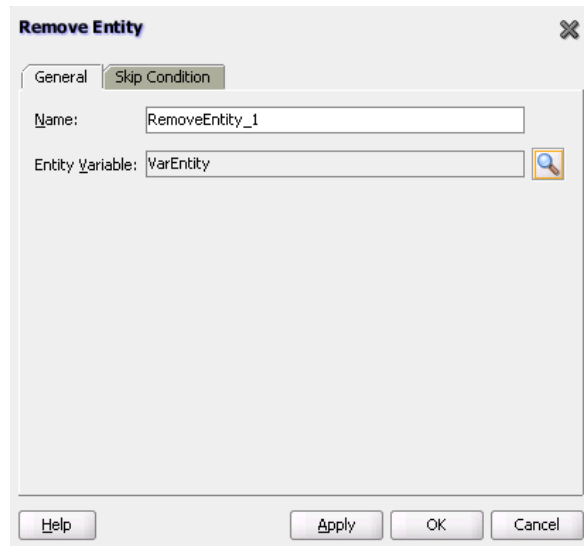 Remove Entity
General Skip Condition
Name: RemoveEntity_1
Entity Variable: VarEntity
Help Apply OK Cancel